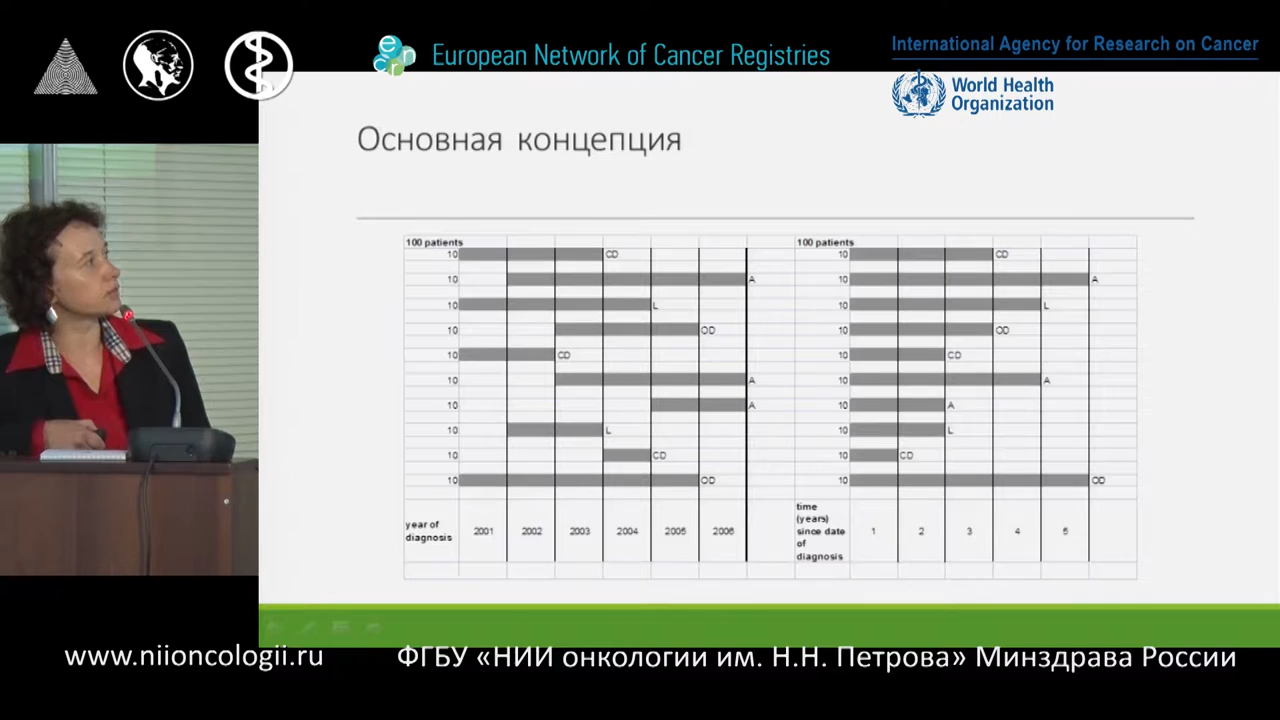 European Network of Cancer Registries
International Agency for Research on Cancer
World Health
Organization
Основная концепция
100 patients
10 CD
10 A
10 L
10 OD
10 CD
10 A
10 A
10 L
10 CD
10 OD
year of
diagnosis
2001 2002 2003 2004 2005 2006
100 patients
10 CD
10 A
10 L
10 OD
10 CD
10 A
10 A
10 L
10 CD
10 OD
time
(years)
since date
of
diagnosis
1 2 3 4 5
www.niioncologii.ru
ФГБУ «НИИ онкологии им. Н.Н. Петрова» Минздрава России